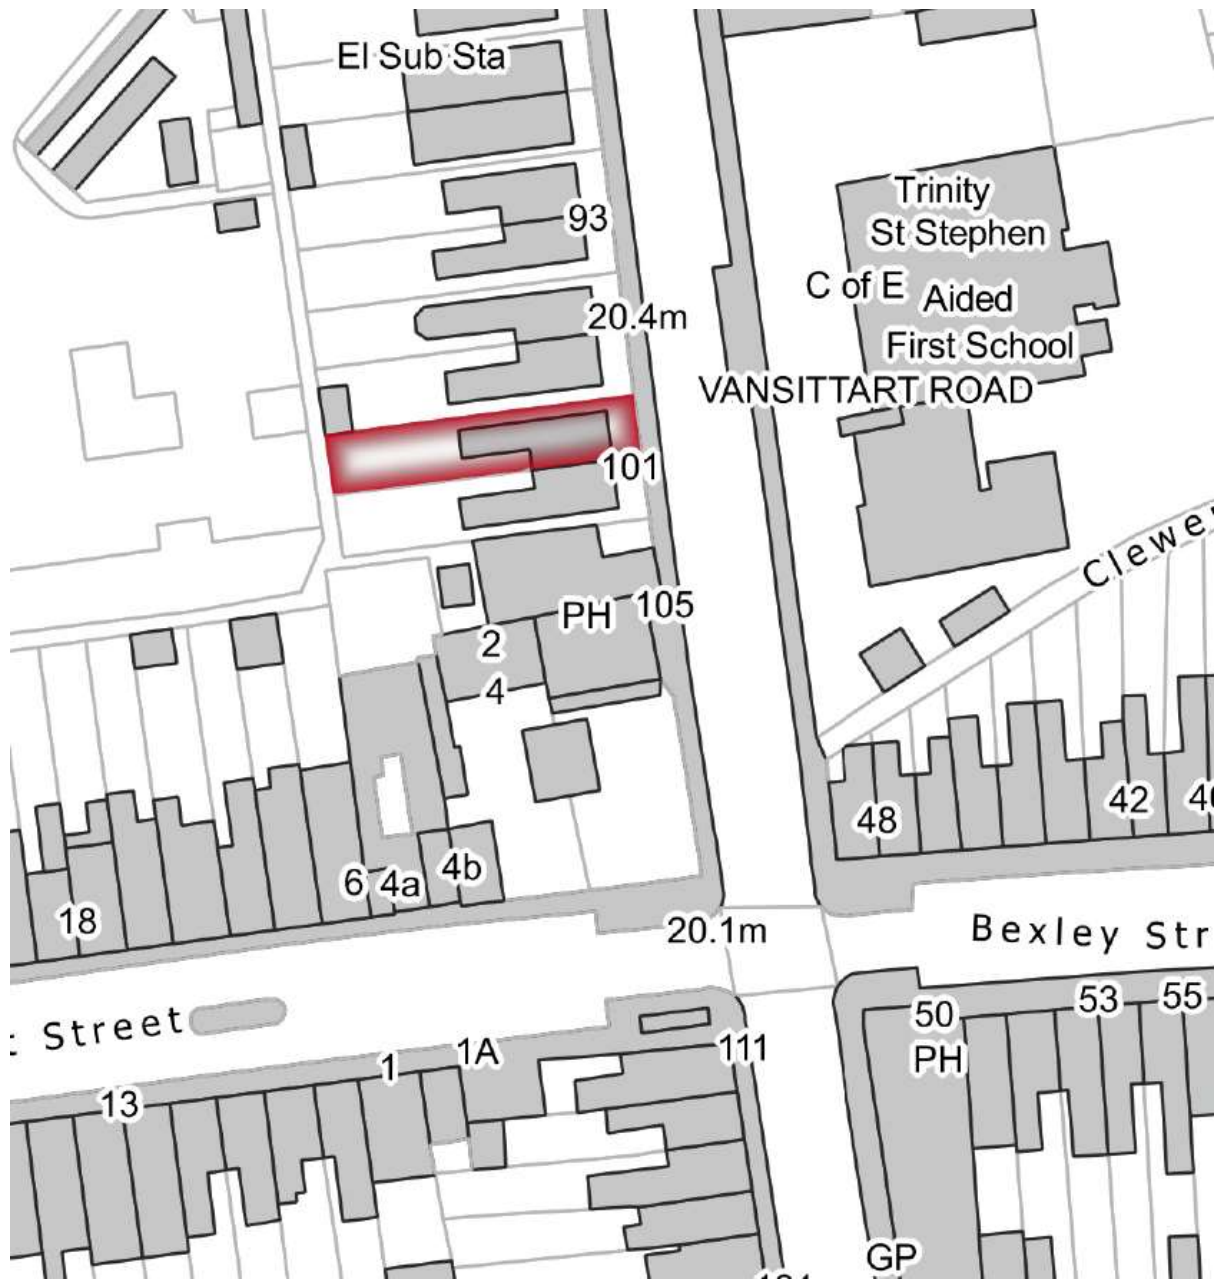 El Sub Sta
Trinity
93
St Stephen
C of E
Aided
20.4m
First School
VANSITTART ROAD
101
Clewer
105
PH
2
4
42
48
6
4a
4b
18
20.1m
Bexley Str
Street
50
53
55
PH
111
1A
1
13
GP